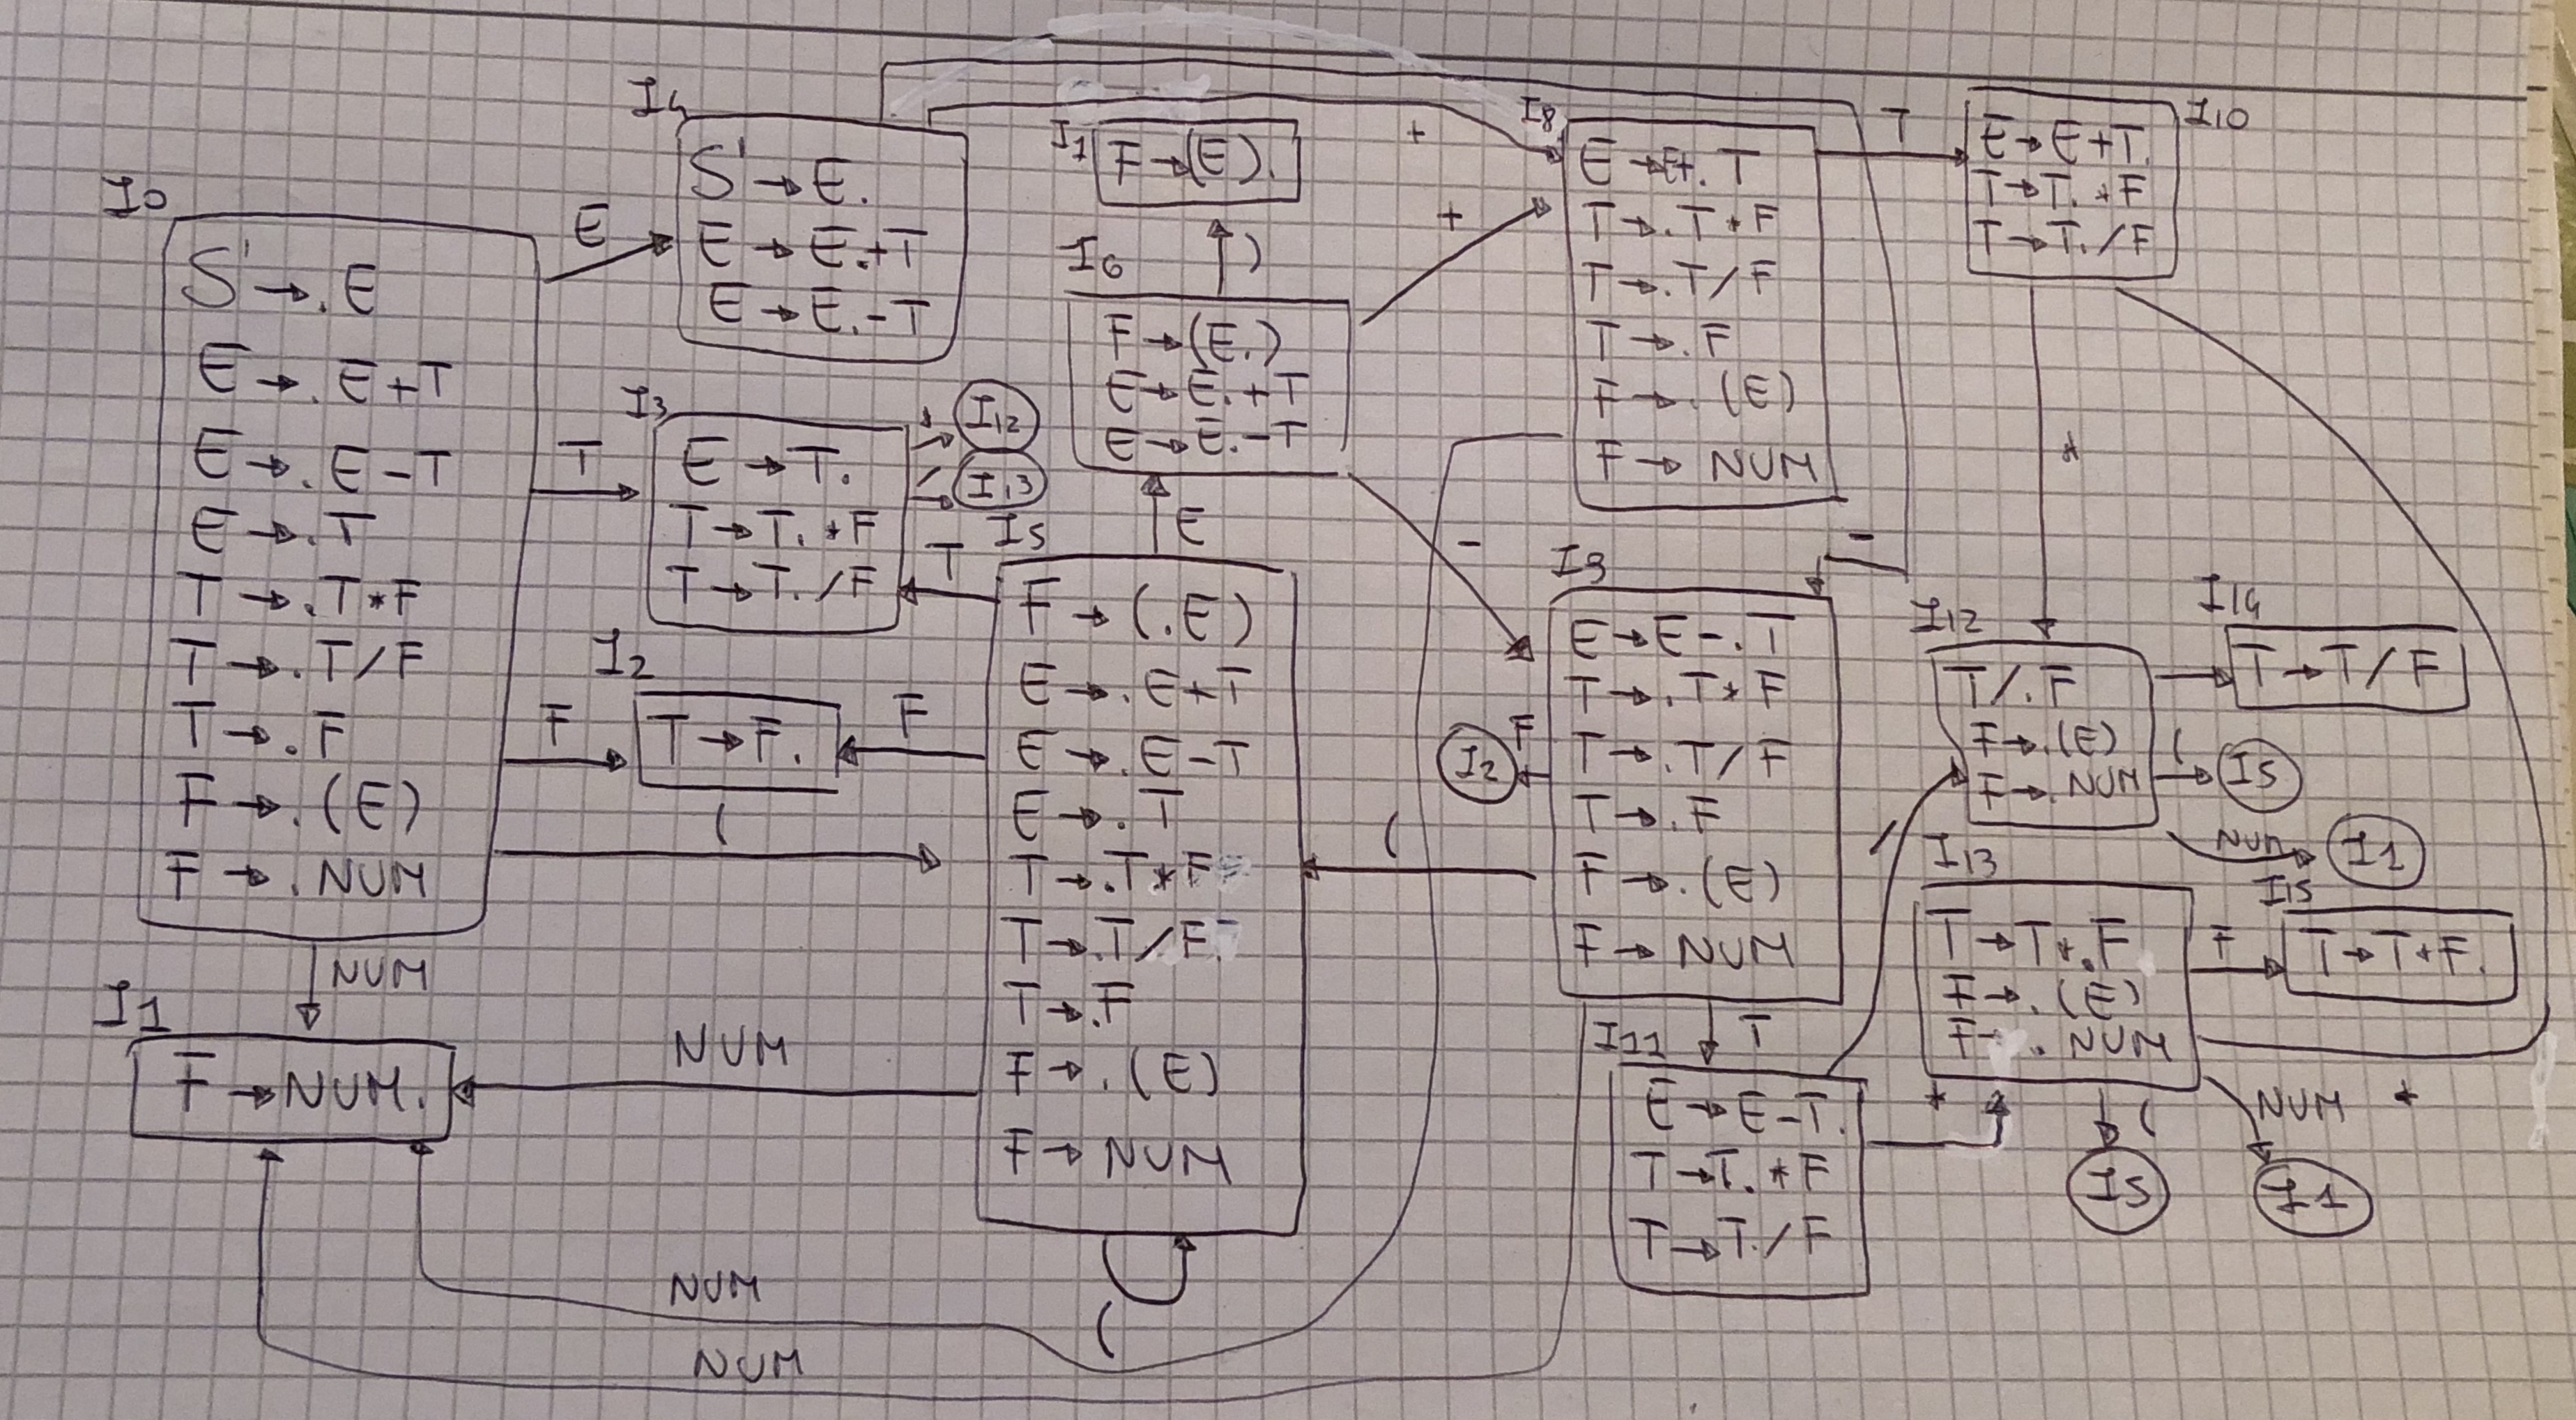 I0
S' → . E
E → . E + T
E → . E - T
E → . T
T → . T * F
T → . T / F
T → . F
F → . (E)
F → . NUM
E
T
F
(
NUM
I1
F → NUM.
I4
S' → E.
E → E. + T
E → E. - T
I3
E → T.
T → T. * F
T → T. / F
*
I12
/
I13
I2
T → F.
T
F
NUM
NUM
NUM
I7
F → (E).
)
I6
F → (E.)
E → E. + T
E → E. - T
E
I5
F → (.E)
E → . E + T
E → . E - T
E → . T
T → . T * F
T → . T / F
T → . F
F → . (E)
F → NUM
(
+
+
-
-
I8
E → E+. T
T → . T * F
T → . T / F
T → . F
F → . (E)
F → NUM
T
I9
E → E - . T
T → . T * F
T → . T / F
T → . F
F → . (E)
F → NUM
F
I2
(
T
I11
E → E - T.
T → T. * F
T → T. / F
/
*
I10
E → E + T.
T → T. * F
T → T. / F
*
I12
T / . F
F → . (E)
F → . NUM
I14
T → T / F
(
I5
NUM
I1
I13
T → T * . F
F → . (E)
F → . NUM
F
I15
T → T * F.
(
I5
NUM
I1
*